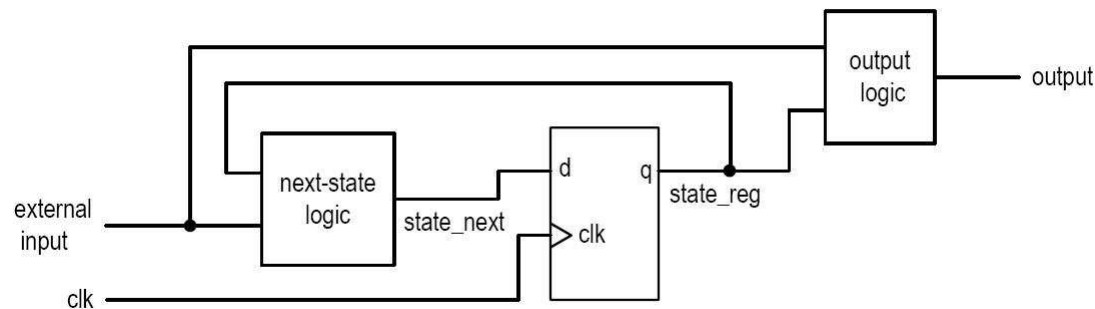 output
logic
output
d
q
next-state
logic
state_next
state_reg
external
input
clk
clk